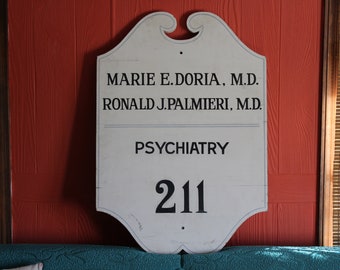 MARIE E. DORIA, M.D.
RONALD J. PALMIERI, M.D.
PSYCHIATRY
211